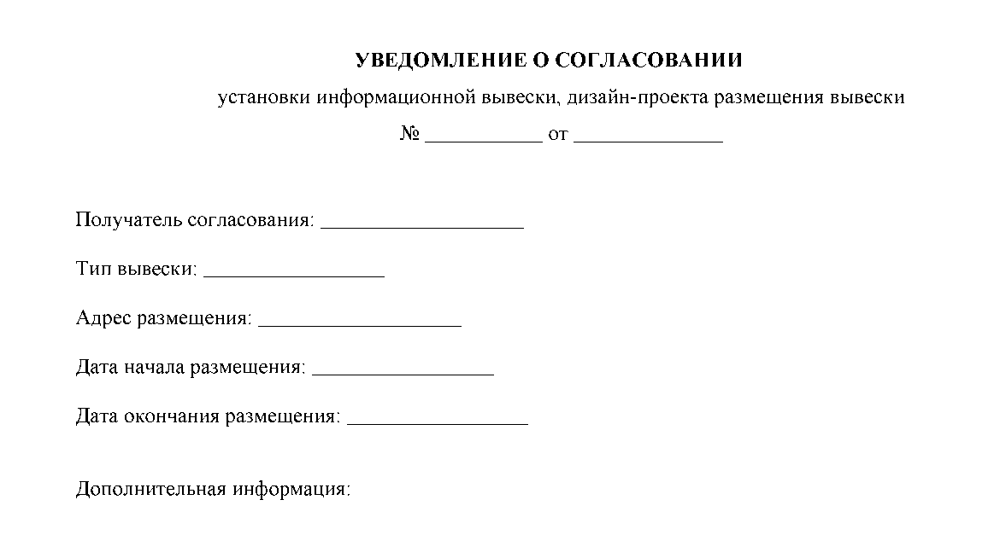 УВЕДОМЛЕНИЕ О СОГЛАСОВАНИИ
установки информационной вывески, дизайн-проекта размещения вывески
№ ___________ от ______________
Получатель согласования: ___________________
Тип вывески: _________________
Адрес размещения: ___________________
Дата начала размещения: _________________
Дата окончания размещения: _________________
Дополнительная информация: